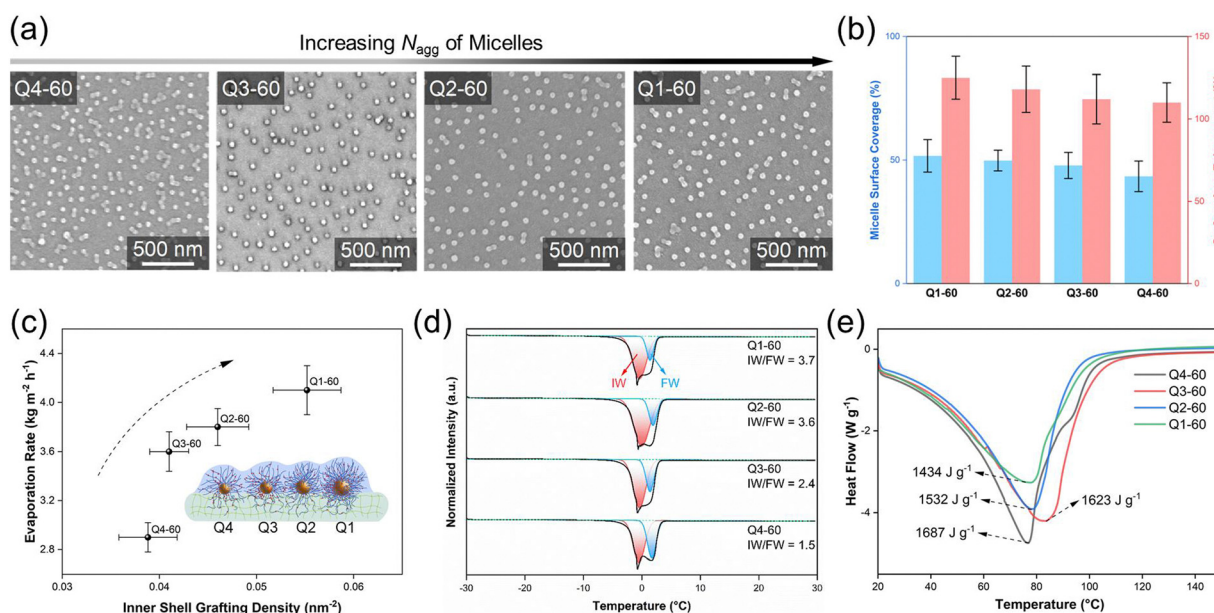 (a)
Increasing Nagg of Micelles
Q4-60
Q3-60
Q2-60
Q1-60
500 nm
500 nm
500 nm
500 nm
(b)
Micelle Surface Coverage (%)
100
50
0
150
100
50
0
Q1-60
Q2-60
Q3-60
Q4-60
(c)
Evaporation Rate (kg m-2 h-1)
4.4
4.0
3.6
3.2
2.8
Q1-60
Q2-60
Q3-60
Q4-60
Q4
Q3
Q2
Q1
0.03
0.04
0.05
0.06
Inner Shell Grafting Density (nm-2)
(d)
Normalized Intensity (a.u.)
IW
FW
Q1-60
IW/FW = 3.7
Q2-60
IW/FW = 3.6
Q3-60
IW/FW = 2.4
Q4-60
IW/FW = 1.5
-30
-20
-10
0
10
20
30
Temperature (°C)
(e)
Heat Flow (W g-1)
0
-2
-4
Q4-60
Q3-60
Q2-60
Q1-60
1434 J g-1
1532 J g-1
1623 J g-1
1687 J g-1
20
40
60
80
100
120
140
Temperature (°C)